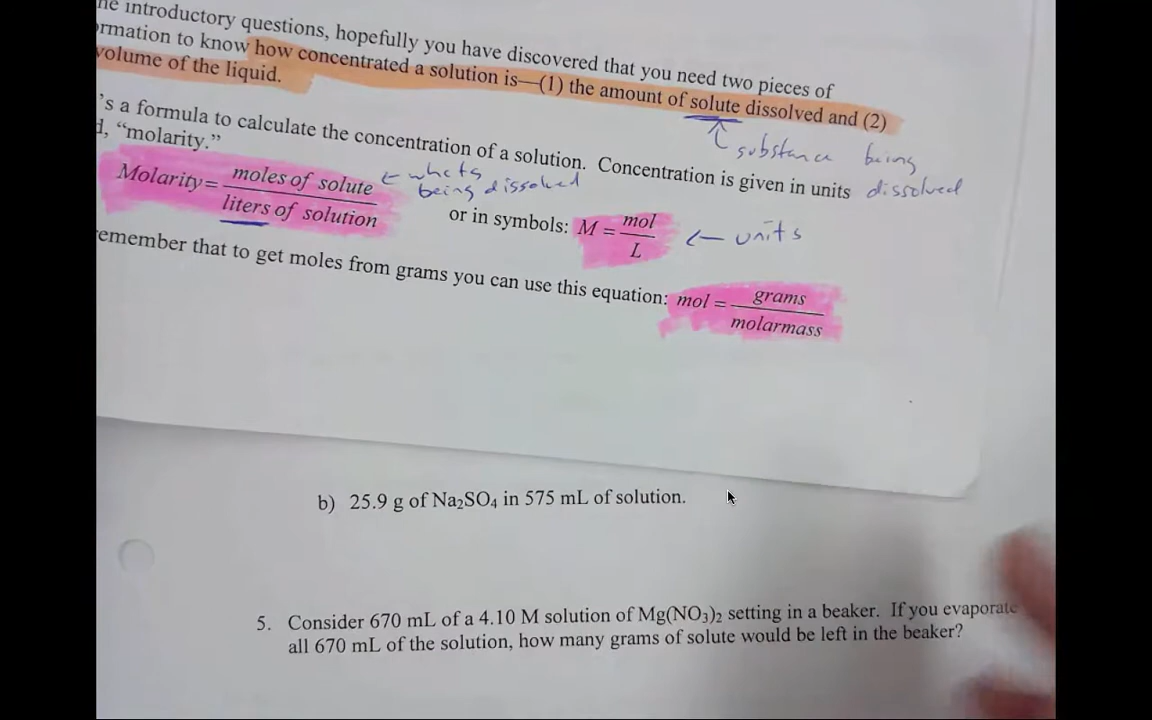 he introductory questions, hopefully you have discovered that you need two pieces of
ormation to know how concentrated a solution is—(1) the amount of solute dissolved and (2)
volume of the liquid.
substance being
dissolved
's a formula to calculate the concentration of a solution. Concentration is given in units
d, “molarity.”
Molarity= moles of solute / liters of solution
← whats
being dissolved
or in symbols: M = mol / L
← units
emember that to get moles from grams you can use this equation: mol = grams / molarmass
b) 25.9 g of Na₂SO₄ in 575 mL of solution.
5. Consider 670 mL of a 4.10 M solution of Mg(NO₃)₂ setting in a beaker. If you evaporate
all 670 mL of the solution, how many grams of solute would be left in the beaker?